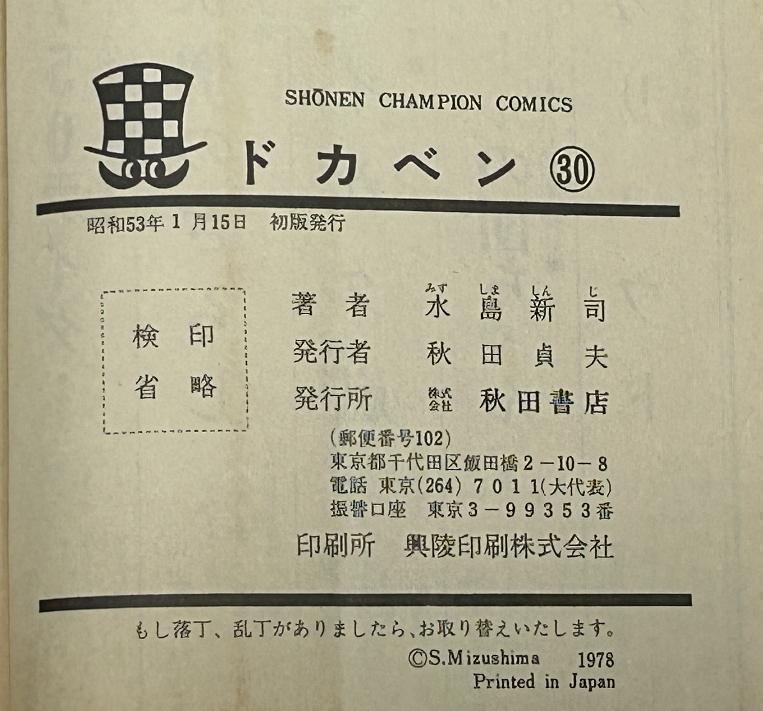 SHŌNEN CHAMPION COMICS
ドカベン ㉚
昭和53年1月15日 初版発行
検印
省略
著者 水島新司
みず しま しん じ
発行者 秋田貞夫
発行所 株式会社 秋田書店
(郵便番号102)
東京都千代田区飯田橋2-10-8
電話 東京(264) 7011(大代表)
振替口座 東京3-99353番
印刷所 興陵印刷株式会社
もし落丁、乱丁がありましたら、お取り替えいたします。
©S.Mizushima 1978
Printed in Japan